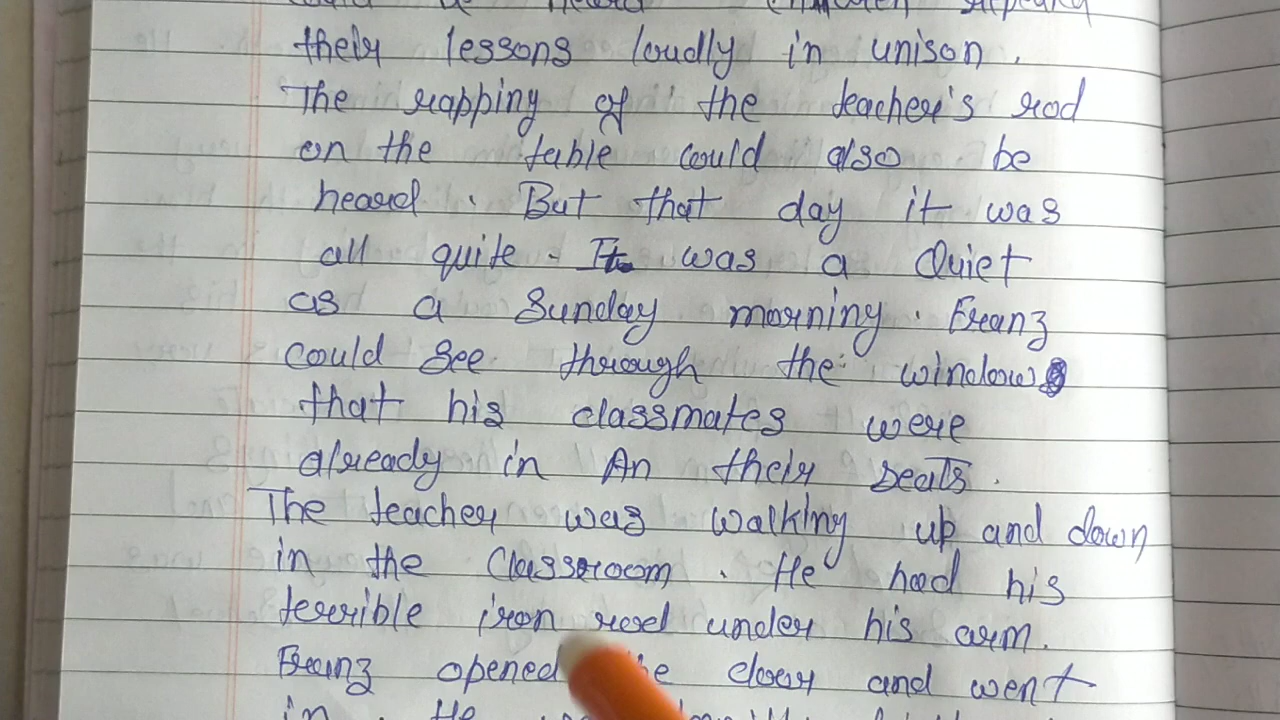 their lessons loudly in unison.
The rapping of the teacher's rod
on the table could also be
heard. But that day it was
all quite. It was a Quiet
as a Sunday morning. Franz
could See through the window
that his classmates were
already in An their seats.
The teacher was walking up and down
in the Classroom. He had his
terrible iron rod under his arm.
Franz opened door and went
in. He